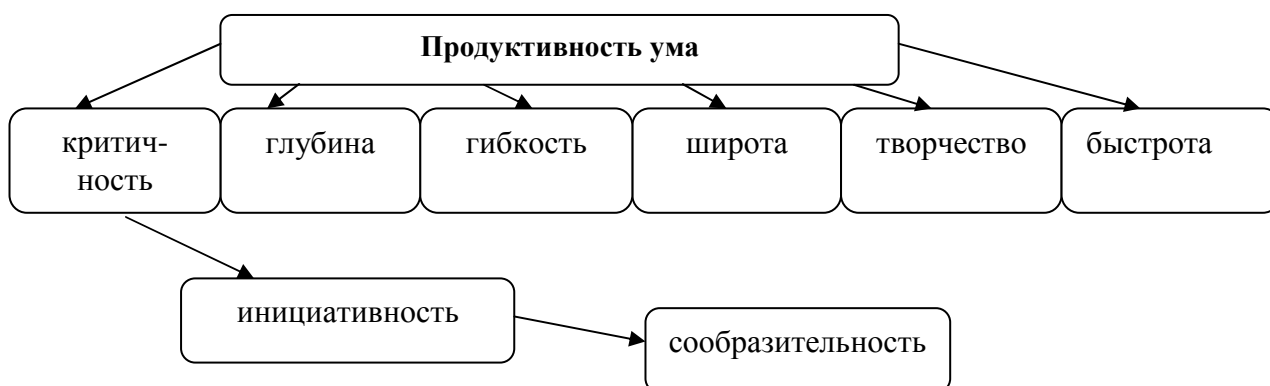 Продуктивность ума
критич-
ность
глубина
гибкость
широта
творчество
быстрота
инициативность
сообразительность